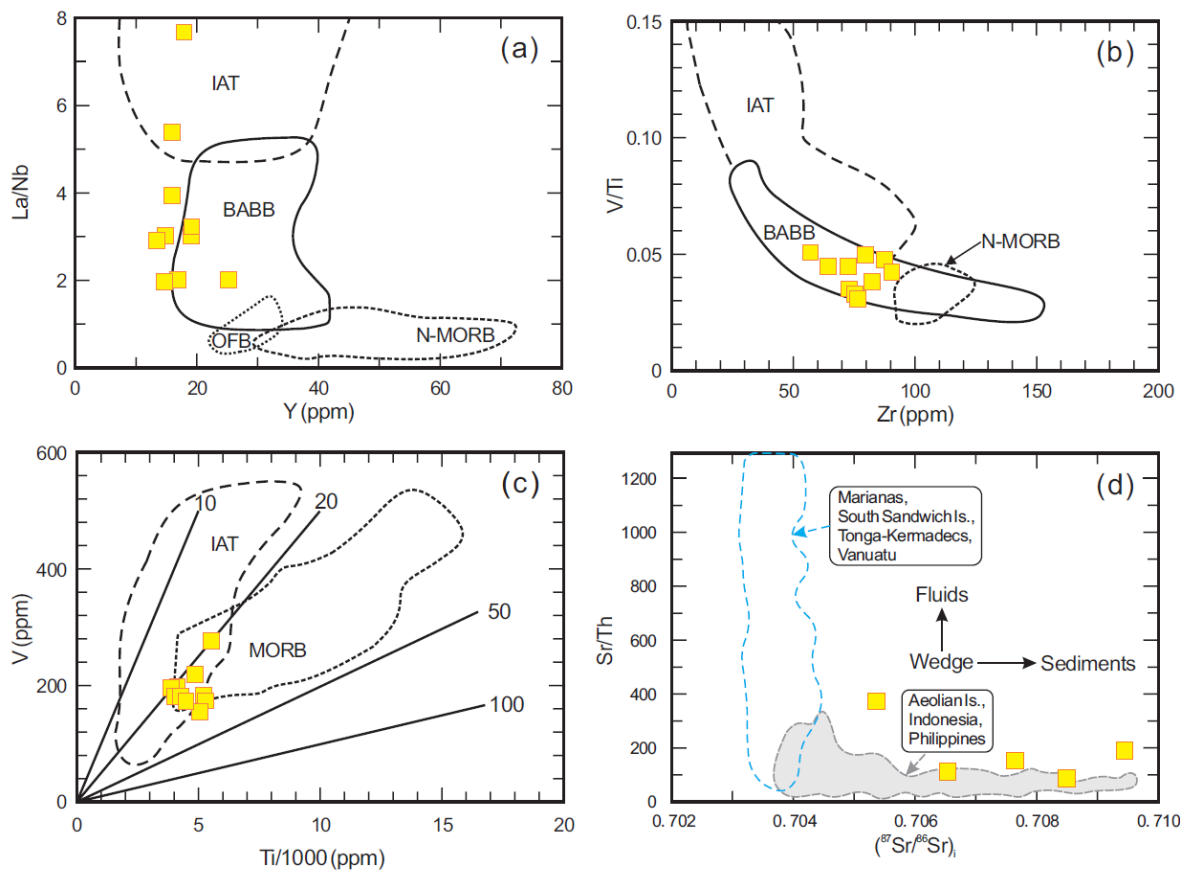 (a)
8
6
4
2
0
La/Nb
IAT
BABB
OFB
N-MORB
0 20 40 60 80
Y (ppm)
(b)
0.15
0.10
0.05
0
V/Ti
IAT
BABB
N-MORB
0 50 100 150 200
Zr (ppm)
(c)
600
400
200
0
V (ppm)
10
20
50
100
IAT
MORB
0 5 10 15 20
Ti/1000 (ppm)
(d)
1200
1000
800
600
400
200
0
Sr/Th
Marianas,
South Sandwich Is.,
Tonga-Kermadecs,
Vanuatu
Fluids
Wedge
Sediments
Aeolian Is.,
Indonesia,
Philippines
0.702 0.704 0.706 0.708 0.710
(⁸⁷Sr/⁸⁶Sr)ᵢ